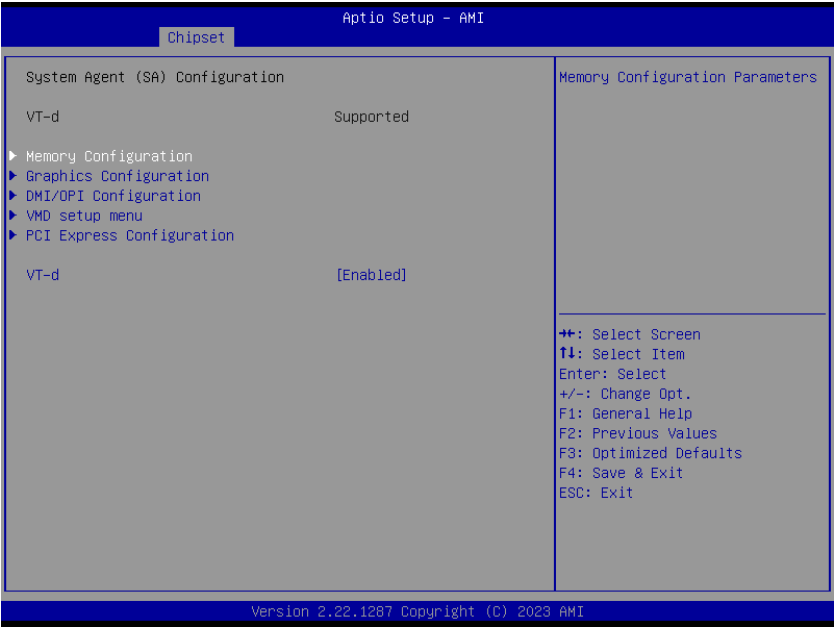 Aptio Setup – AMI
Chipset
System Agent (SA) Configuration
VT-d Supported
Memory Configuration
Graphics Configuration
DMI/OPI Configuration
VMD setup menu
PCI Express Configuration
VT-d [Enabled]
Memory Configuration Parameters
→←: Select Screen
↑↓: Select Item
Enter: Select
+/-: Change Opt.
F1: General Help
F2: Previous Values
F3: Optimized Defaults
F4: Save & Exit
ESC: Exit
Version 2.22.1287 Copyright (C) 2023 AMI